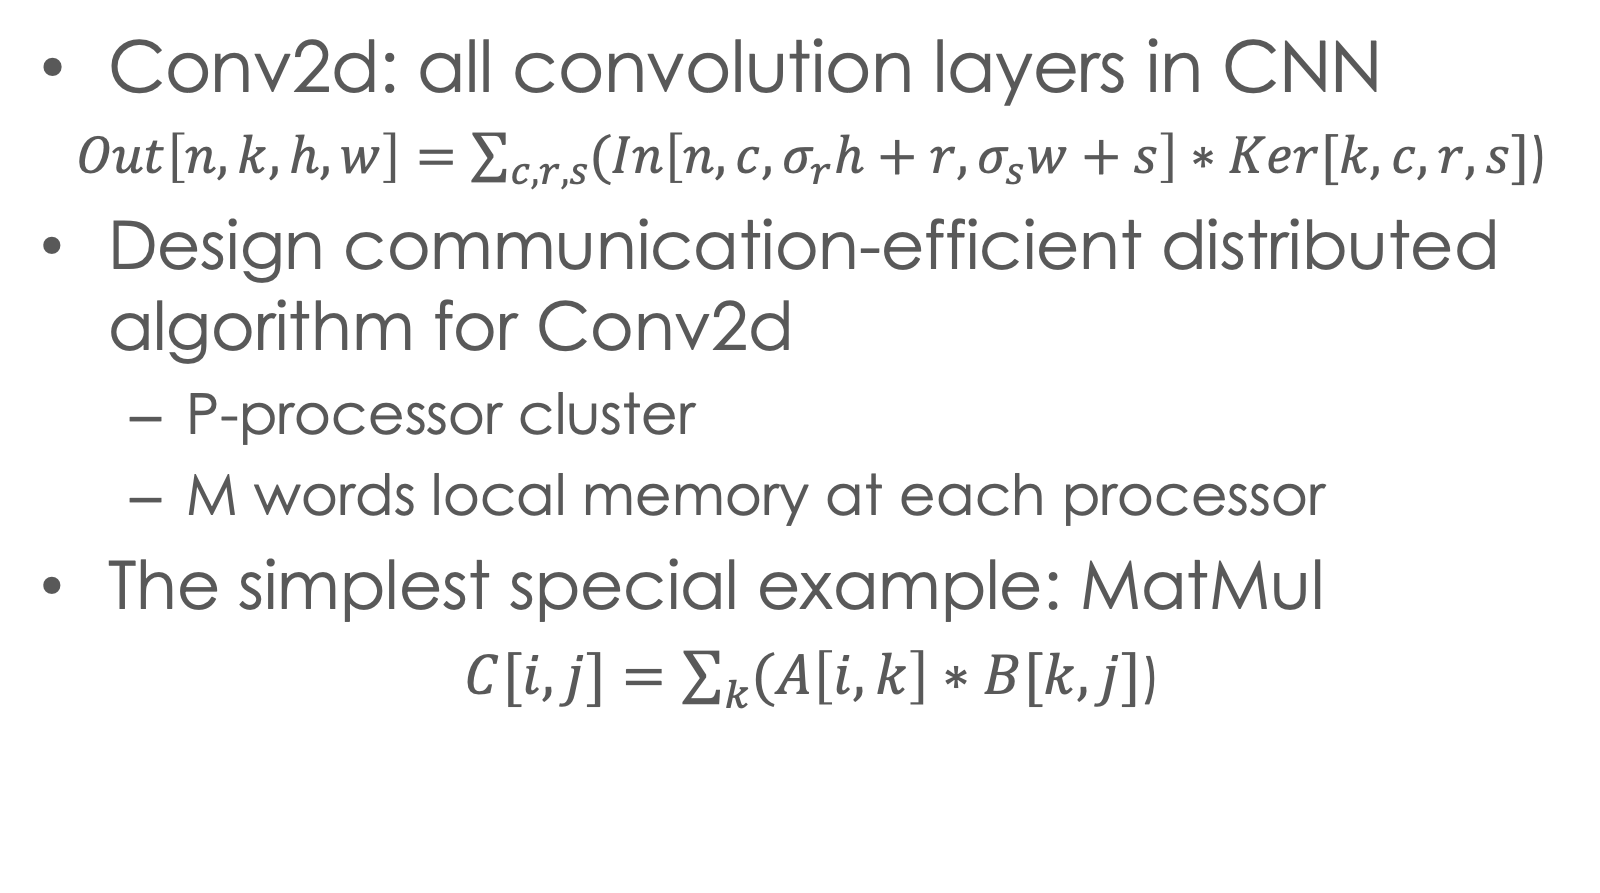 • Conv2d: all convolution layers in CNN
Out[n, k, h, w] = ∑c,r,s(In[n, c, σᵣh + r, σₛw + s] ∗ Ker[k, c, r, s])
• Design communication-efficient distributed
algorithm for Conv2d
– P-processor cluster
– M words local memory at each processor
• The simplest special example: MatMul
C[i, j] = ∑k(A[i, k] ∗ B[k, j])